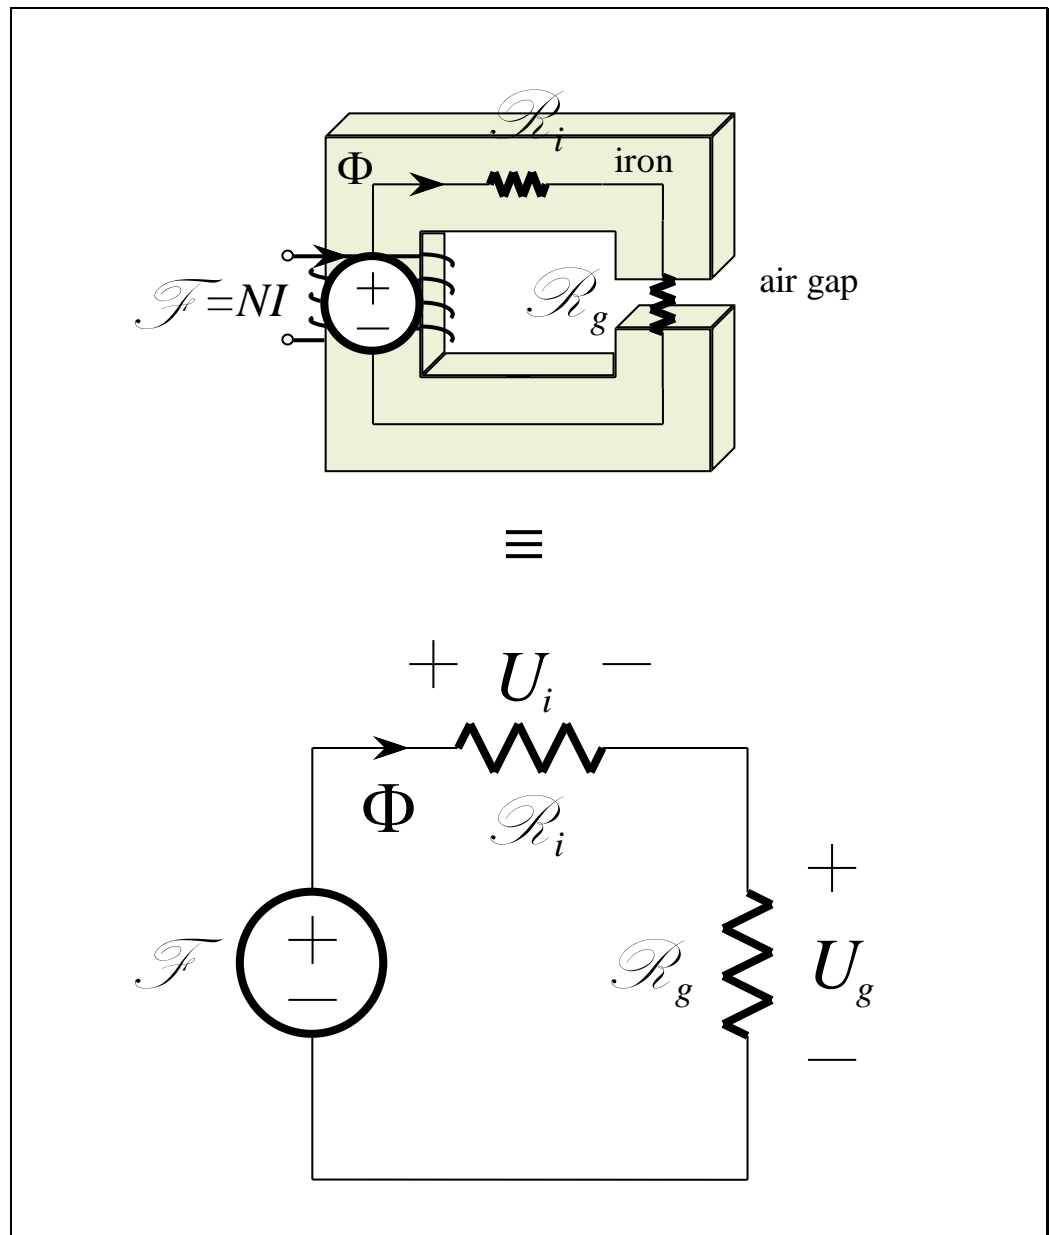 ℛi
Φ iron
+
ℱ=NI ℛg air gap
−
≡
+ Ui −
Φ ℛi
+
+
ℱ ℛg Ug
−
−